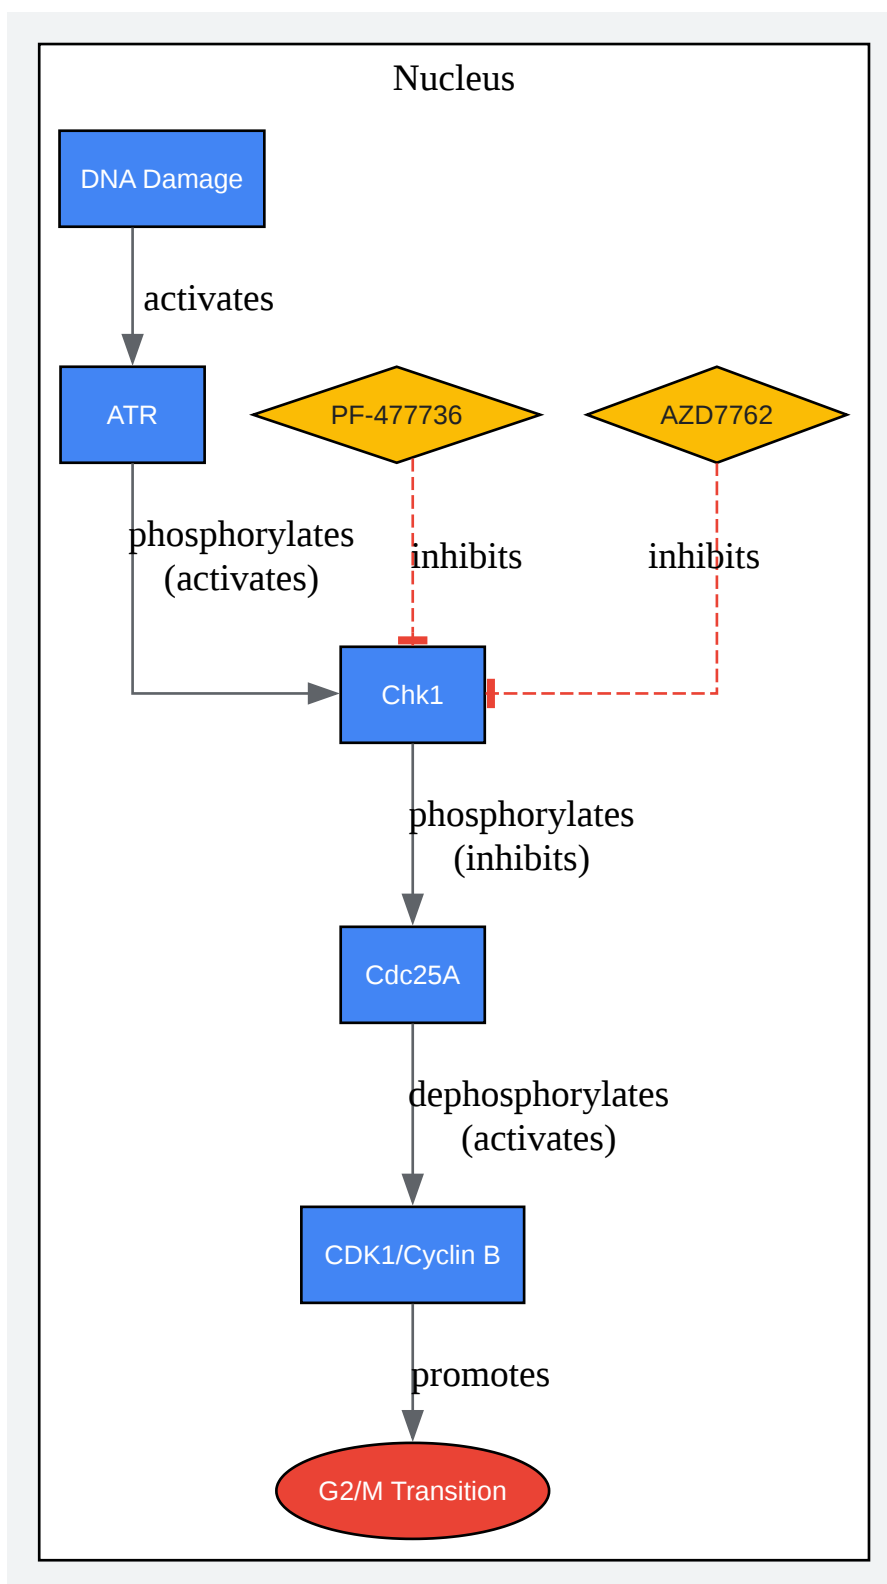 Nucleus
DNA Damage
activates
ATR
PF-477736
AZD7762
phosphorylates
(activates)
inhibits
inhibits
Chk1
phosphorylates
(inhibits)
Cdc25A
dephosphorylates
(activates)
CDK1/Cyclin B
promotes
G2/M Transition